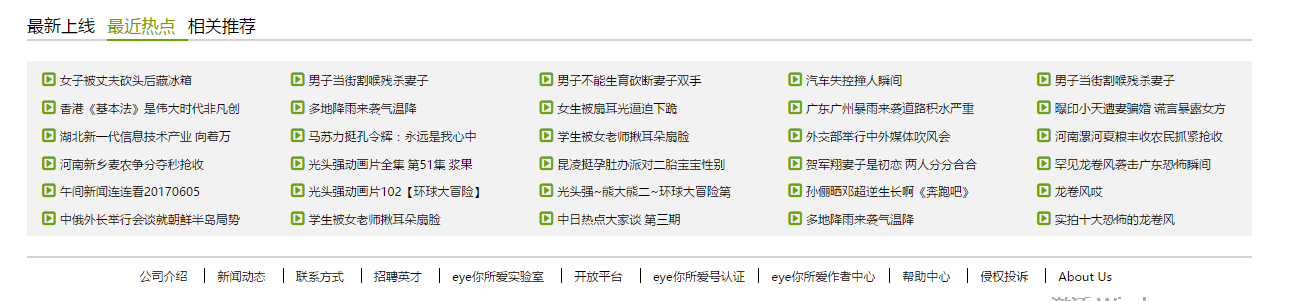 最新上线 最近热点 相关推荐
女子被丈夫砍头后藏冰箱 男子当街割喉残杀妻子 男子不能生育砍断妻子双手 汽车失控撞人瞬间 男子当街割喉残杀妻子
香港《基本法》是伟大时代非凡创 多地降雨来袭气温降 女生被扇耳光逼迫下跪 广东广州暴雨来袭道路积水严重 曝印小天遭妻骗婚 谎言暴露女方
湖北新一代信息技术产业 向着万 马苏力挺孔令辉：永远是我心中 学生被女老师揪耳朵扇脸 外交部举行中外媒体吹风会 河南漯河夏粮丰收农民抓紧抢收
河南新乡麦农争分夺秒抢收 光头强动画片全集 第51集 浆果 昆凌挺孕肚办派对二胎宝宝性别 贺军翔妻子是初恋 两人分分合合 罕见龙卷风袭击广东恐怖瞬间
午间新闻连连看20170605 光头强动画片102【环球大冒险】 光头强~熊大熊二~环球大冒险第 孙俪晒邓超逆生长啊《奔跑吧》 龙卷风哎
中俄外长举行会谈就朝鲜半岛局势 学生被女老师揪耳朵扇脸 中日热点大家谈 第三期 多地降雨来袭气温降 实拍十大恐怖的龙卷风
公司介绍 新闻动态 联系方式 招聘英才 eye你所爱实验室 开放平台 eye你所爱号认证 eye你所爱作者中心 帮助中心 侵权投诉 About Us